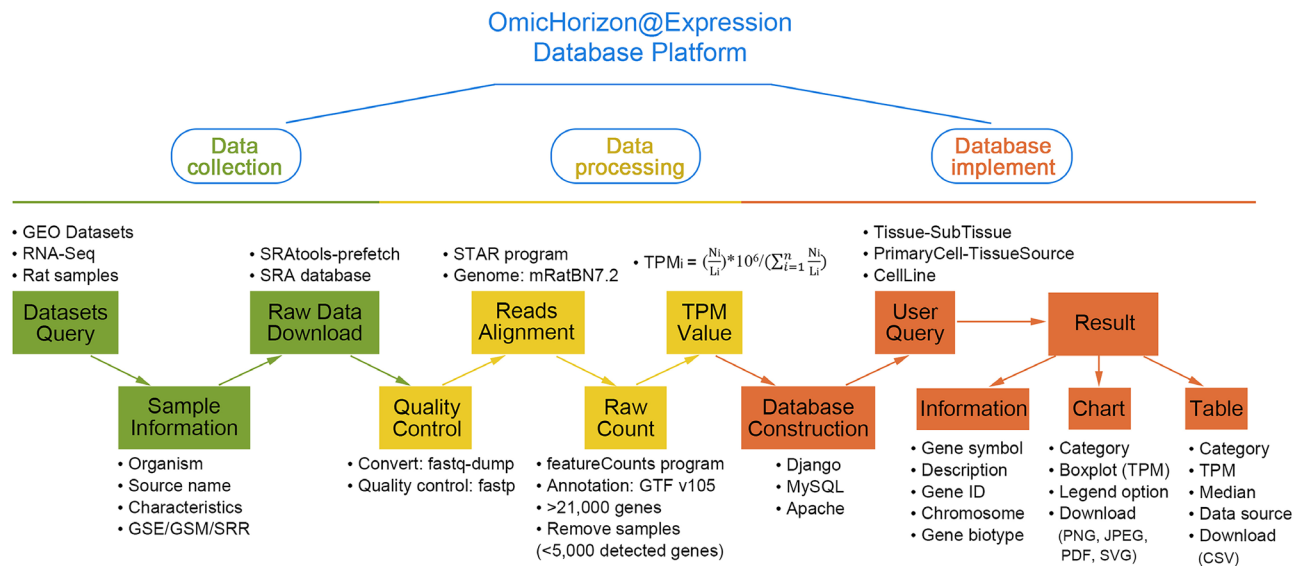 OmicHorizon@Expression
Database Platform
Data
collection
Data
processing
Database
implement
• GEO Datasets
• RNA-Seq
• Rat samples
Datasets
Query
Sample
Information
• Organism
• Source name
• Characteristics
• GSE/GSM/SRR
• SRAtools-prefetch
• SRA database
Raw Data
Download
Quality
Control
• Convert: fastq-dump
• Quality control: fastp
• STAR program
• Genome: mRatBN7.2
Reads
Alignment
Raw
Count
• featureCounts program
• Annotation: GTF v105
• >21,000 genes
• Remove samples
(<5,000 detected genes)
• TPMi = (Ni/Li)*10⁶/(∑ⁿᵢ₌₁ Ni/Li)
TPM
Value
Database
Construction
• Django
• MySQL
• Apache
• Tissue-SubTissue
• PrimaryCell-TissueSource
• CellLine
User
Query
Result
Information
• Gene symbol
• Description
• Gene ID
• Chromosome
• Gene biotype
Chart
• Category
• Boxplot (TPM)
• Legend option
• Download
(PNG, JPEG,
PDF, SVG)
Table
• Category
• TPM
• Median
• Data source
• Download
(CSV)